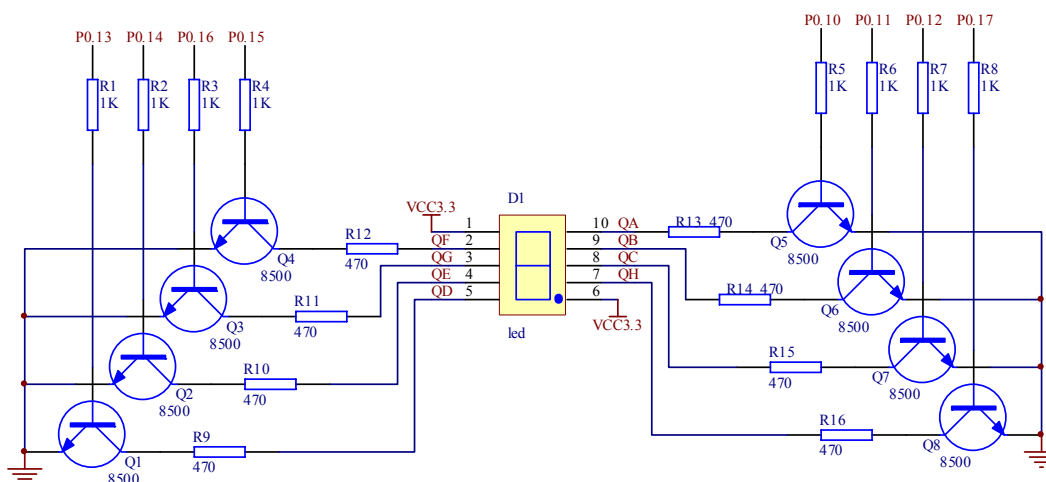 P0.13 P0.14 P0.16 P0.15
P0.10 P0.11 P0.12 P0.17
R1
1K
R2
1K
R3
1K
R4
1K
R5
1K
R6
1K
R7
1K
R8
1K
D1
VCC3.3
1
QF 2
QG 3
QE 4
QD 5
10 QA
9 QB
8 QC
7 QH
6
VCC3.3
led
R12
470
R11
470
R10
470
R9
470
R13 470
R14 470
R15
470
R16
470
Q4
8500
Q3
8500
Q2
8500
Q1
8500
Q5
8500
Q6
8500
Q7
8500
Q8
8500